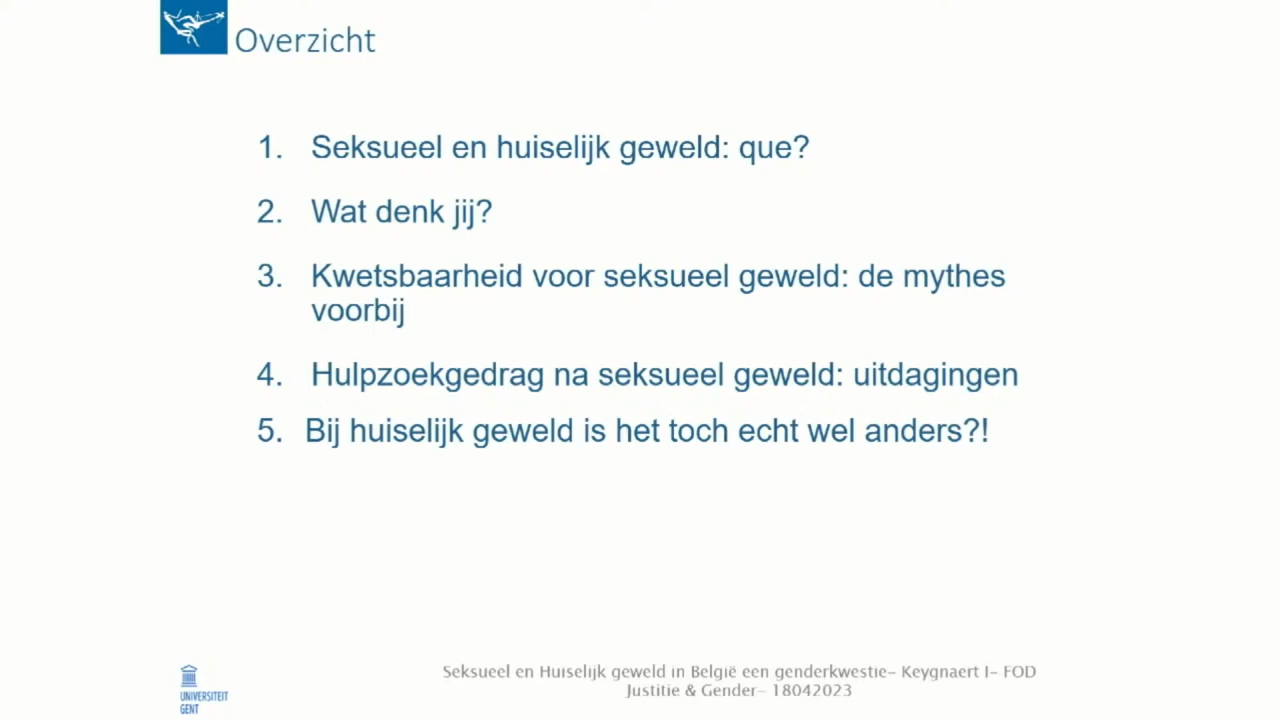 Overzicht
1. Seksueel en huiselijk geweld: que?
2. Wat denk jij?
3. Kwetsbaarheid voor seksueel geweld: de mythes
voorbij
4. Hulpzoekgedrag na seksueel geweld: uitdagingen
5. Bij huiselijk geweld is het toch echt wel anders?!
Seksueel en Huiselijk geweld in België een genderkwestie– Keygnaert I– FOD
Justitie & Gender– 18042023
UNIVERSITEIT
GENT